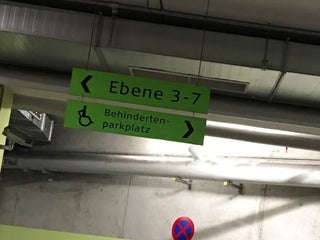 Ebene 3-7
Behinderten-
parkplatz